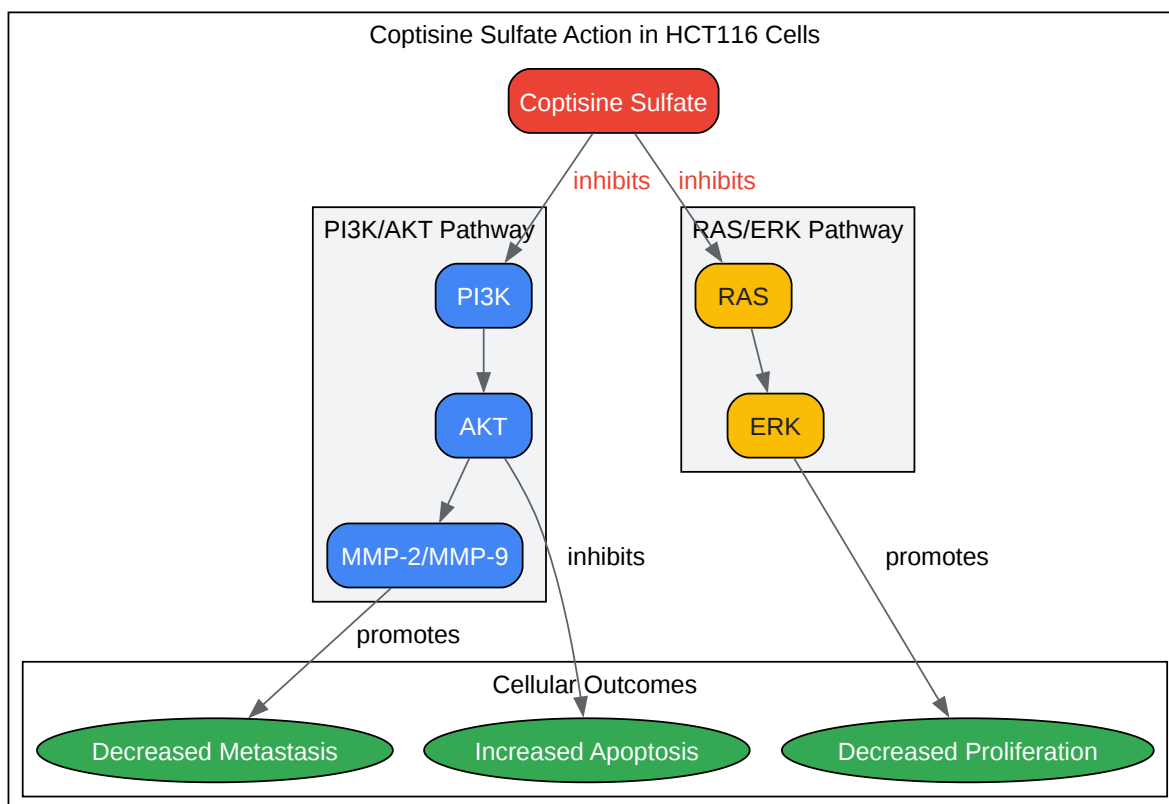 Coptisine Sulfate Action in HCT116 Cells
Coptisine Sulfate
inhibits
inhibits
PI3K/AKT Pathway
RAS/ERK Pathway
PI3K
RAS
AKT
ERK
MMP-2/MMP-9
inhibits
promotes
promotes
Cellular Outcomes
Decreased Metastasis
Increased Apoptosis
Decreased Proliferation